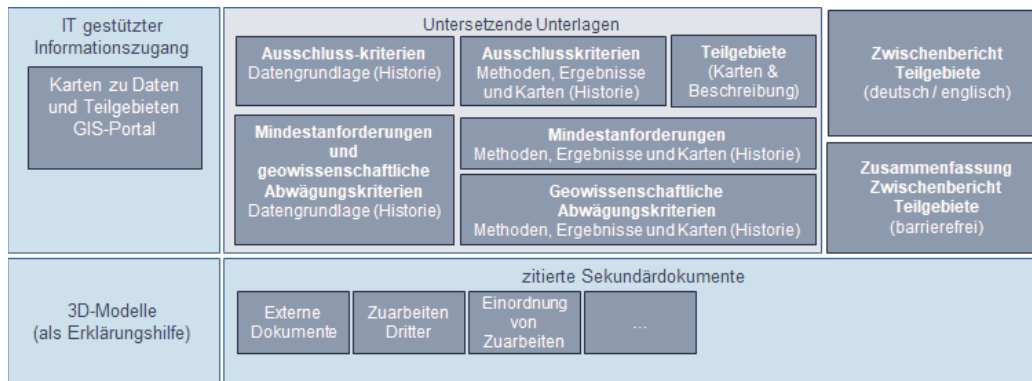 IT gestützter
Informationszugang
Karten zu Daten
und Teilgebieten
GIS-Portal
Untersetzende Unterlagen
Ausschluss-kriterien
Datengrundlage (Historie)
Ausschlusskriterien
Methoden, Ergebnisse
und Karten (Historie)
Teilgebiete
(Karten &
Beschreibung)
Mindestanforderungen
und
geowissenschaftliche
Abwägungskriterien
Datengrundlage (Historie)
Mindestanforderungen
Methoden, Ergebnisse und Karten (Historie)
Geowissenschaftliche
Abwägungskriterien
Methoden, Ergebnisse und Karten (Historie)
Zwischenbericht
Teilgebiete
(deutsch / englisch)
Zusammenfassung
Zwischenbericht
Teilgebiete
(barrierefrei)
3D-Modelle
(als Erklärungshilfe)
zitierte Sekundärdokumente
Externe
Dokumente
Zuarbeiten
Dritter
Einordnung
von
Zuarbeiten
...